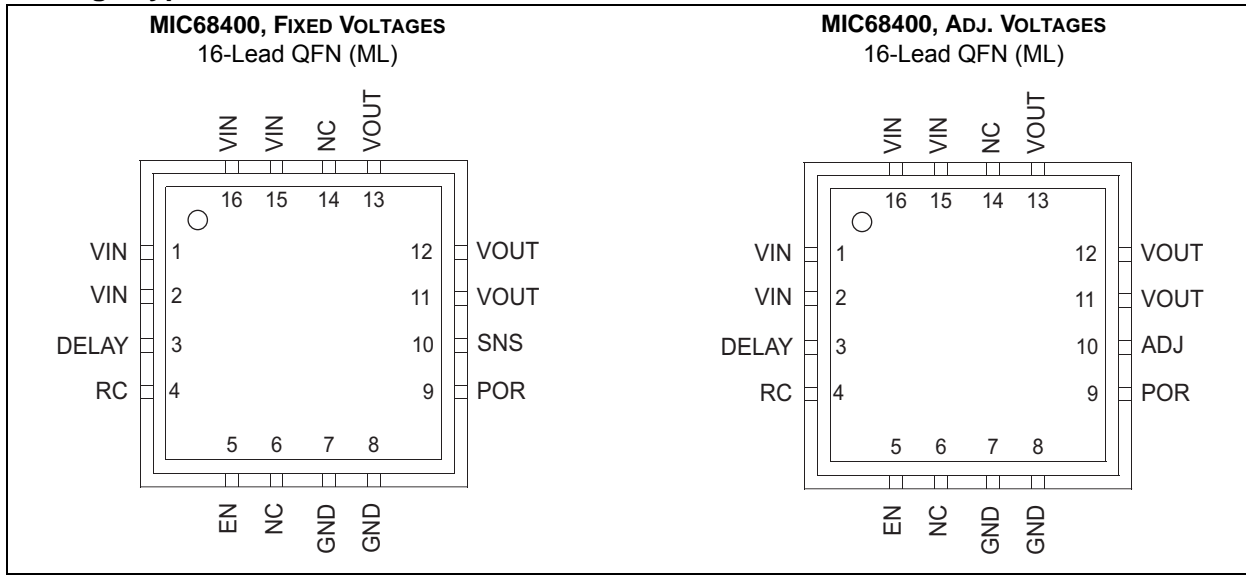 MIC68400, FIXED VOLTAGES
16-Lead QFN (ML)
VIN
VIN
NC
VOUT
16 15 14 13
VIN 1 12 VOUT
VIN 2 11 VOUT
DELAY 3 10 SNS
RC 4 9 POR
5 6 7 8
EN
NC
GND
GND
MIC68400, ADJ. VOLTAGES
16-Lead QFN (ML)
VIN
VIN
NC
VOUT
16 15 14 13
VIN 1 12 VOUT
VIN 2 11 VOUT
DELAY 3 10 ADJ
RC 4 9 POR
5 6 7 8
EN
NC
GND
GND